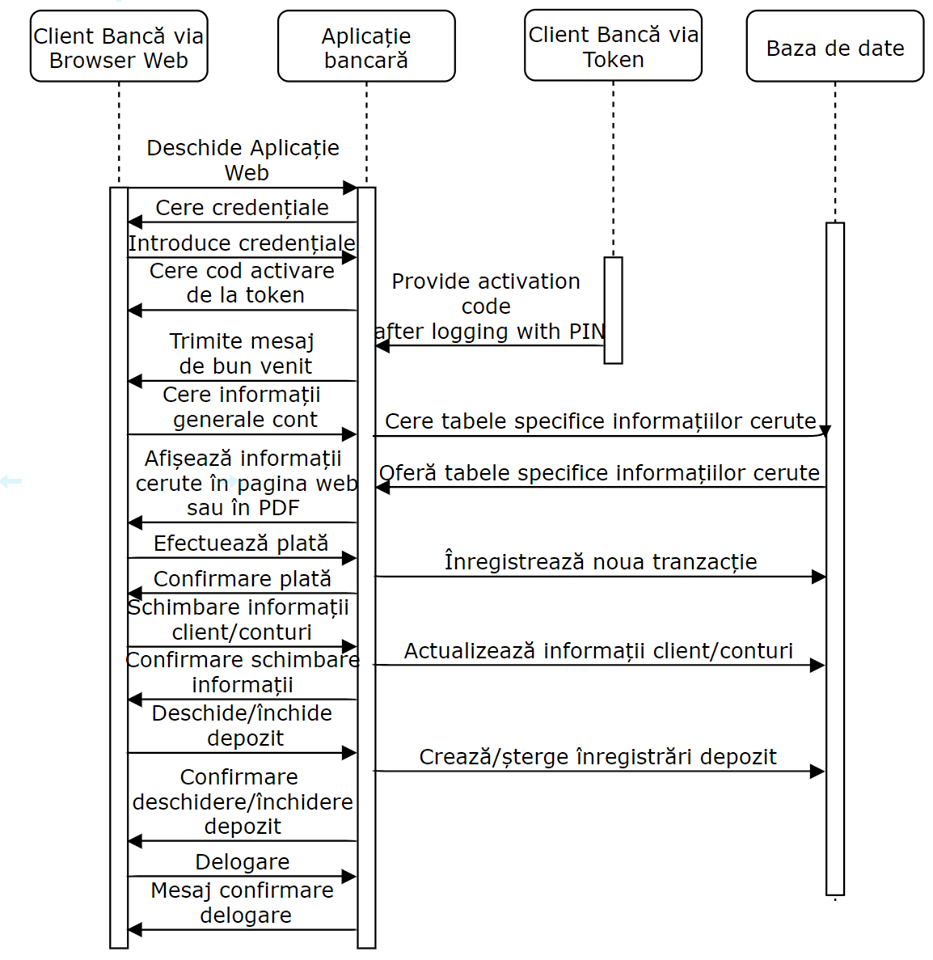 Client Bancă via
Browser Web
Aplicație
bancară
Client Bancă via
Token
Baza de date
Deschide Aplicație
Web
Cere credențiale
Introduce credențiale
Cere cod activare
de la token
Provide activation
code
after logging with PIN
Trimite mesaj
de bun venit
Cere informații
generale cont
Cere tabele specifice informațiilor cerute
Afișează informații
cerute în pagina web
sau în PDF
Oferă tabele specifice informațiilor cerute
Efectuează plată
Înregistrează noua tranzacție
Confirmare plată
Schimbare informații
client/conturi
Actualizează informații client/conturi
Confirmare schimbare
informații
Deschide/închide
depozit
Crează/șterge înregistrări depozit
Confirmare
deschidere/închidere
depozit
Delogare
Mesaj confirmare
delogare